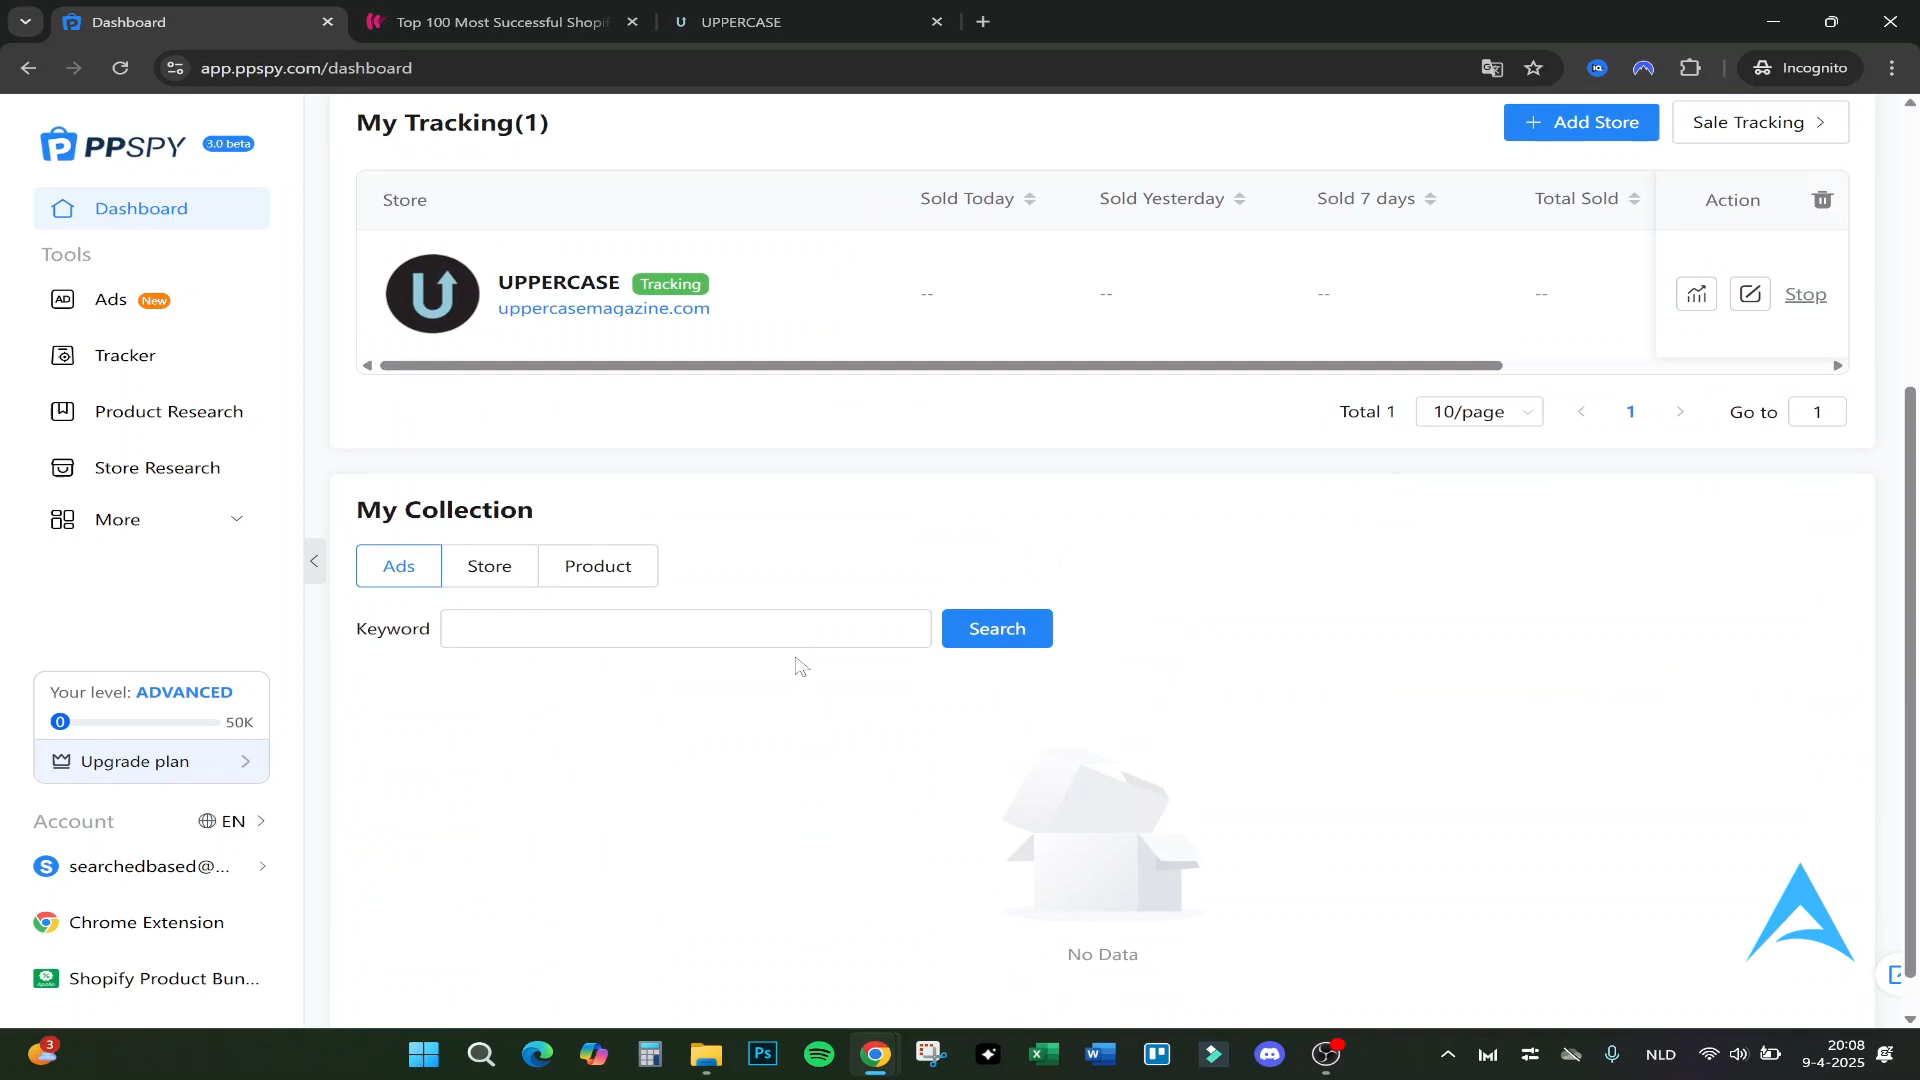 Dashboard
Top 100 Most Successful Shopif
UPPERCASE
app.ppspy.com/dashboard
Incognito
PPSPY 3.0 beta
Dashboard
Tools
AD Ads New
Tracker
Product Research
Store Research
More
Your level: ADVANCED
0 50K
Upgrade plan
Account EN
S searchedbased@...
Chrome Extension
Shopify Product Bun...
My Tracking(1)
+ Add Store
Sale Tracking >
Store Sold Today Sold Yesterday Sold 7 days Total Sold Action
UPPERCASE Tracking
uppercasemagazine.com
-- -- -- --
Stop
Total 1 10/page < 1 > Go to 1
My Collection
Ads Store Product
Keyword Search
No Data
3
Ps
NLD
20:08
9-4-2025